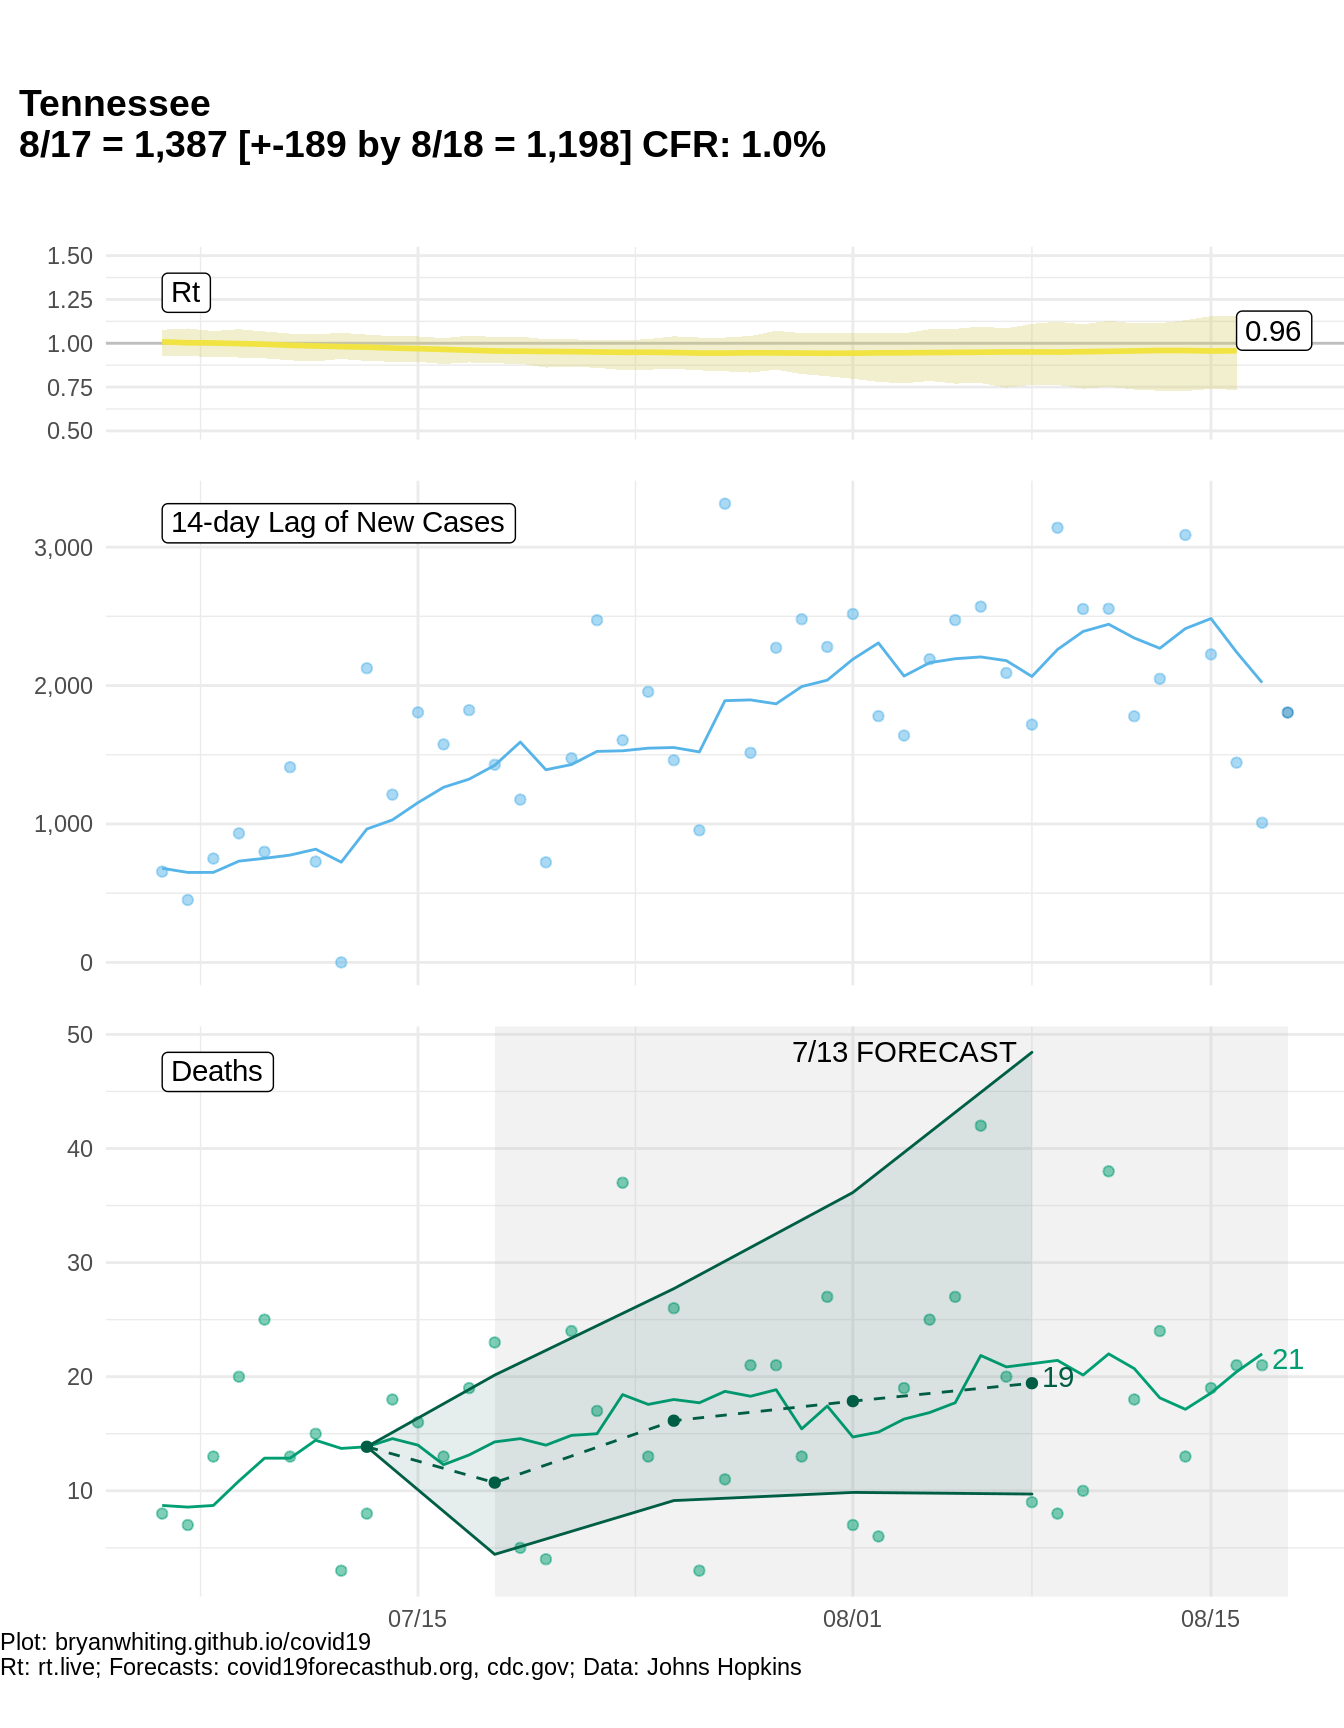 Tennessee
8/17 = 1,387 [+-189 by 8/18 = 1,198] CFR: 1.0%
1.50
1.25
1.00
0.75
0.50
Rt
0.96
14-day Lag of New Cases
3,000
2,000
1,000
0
50
40
30
20
10
Deaths
7/13 FORECAST
21
19
07/15
08/01
08/15
Plot: bryanwhiting.github.io/covid19
Rt: rt.live; Forecasts: covid19forecasthub.org, cdc.gov; Data: Johns Hopkins